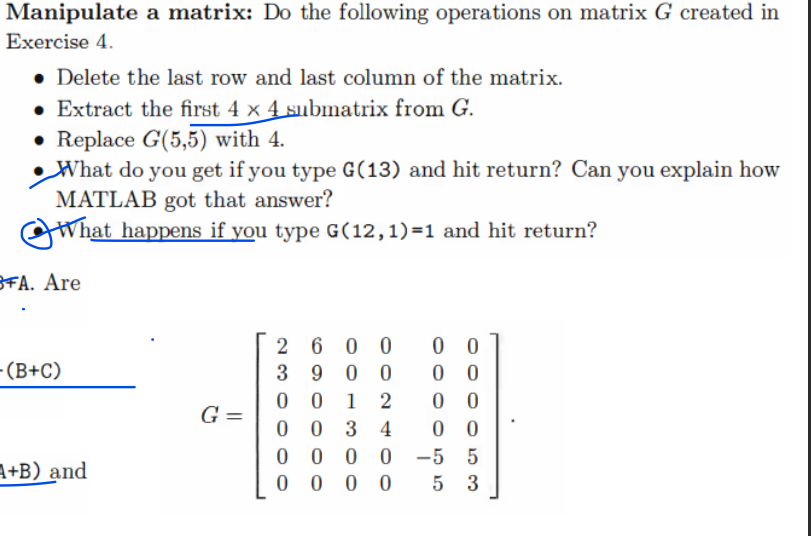 Manipulate a matrix: Do the following operations on matrix G created in
Exercise 4.
• Delete the last row and last column of the matrix.
• Extract the first 4 × 4 submatrix from G.
• Replace G(5,5) with 4.
• What do you get if you type G(13) and hit return? Can you explain how
MATLAB got that answer?
• What happens if you type G(12,1)=1 and hit return?
+A. Are
-(B+C)
A+B) and
G =
2 6 0 0 0 0
3 9 0 0 0 0
0 0 1 2 0 0
0 0 3 4 0 0
0 0 0 0 −5 5
0 0 0 0 5 3
.